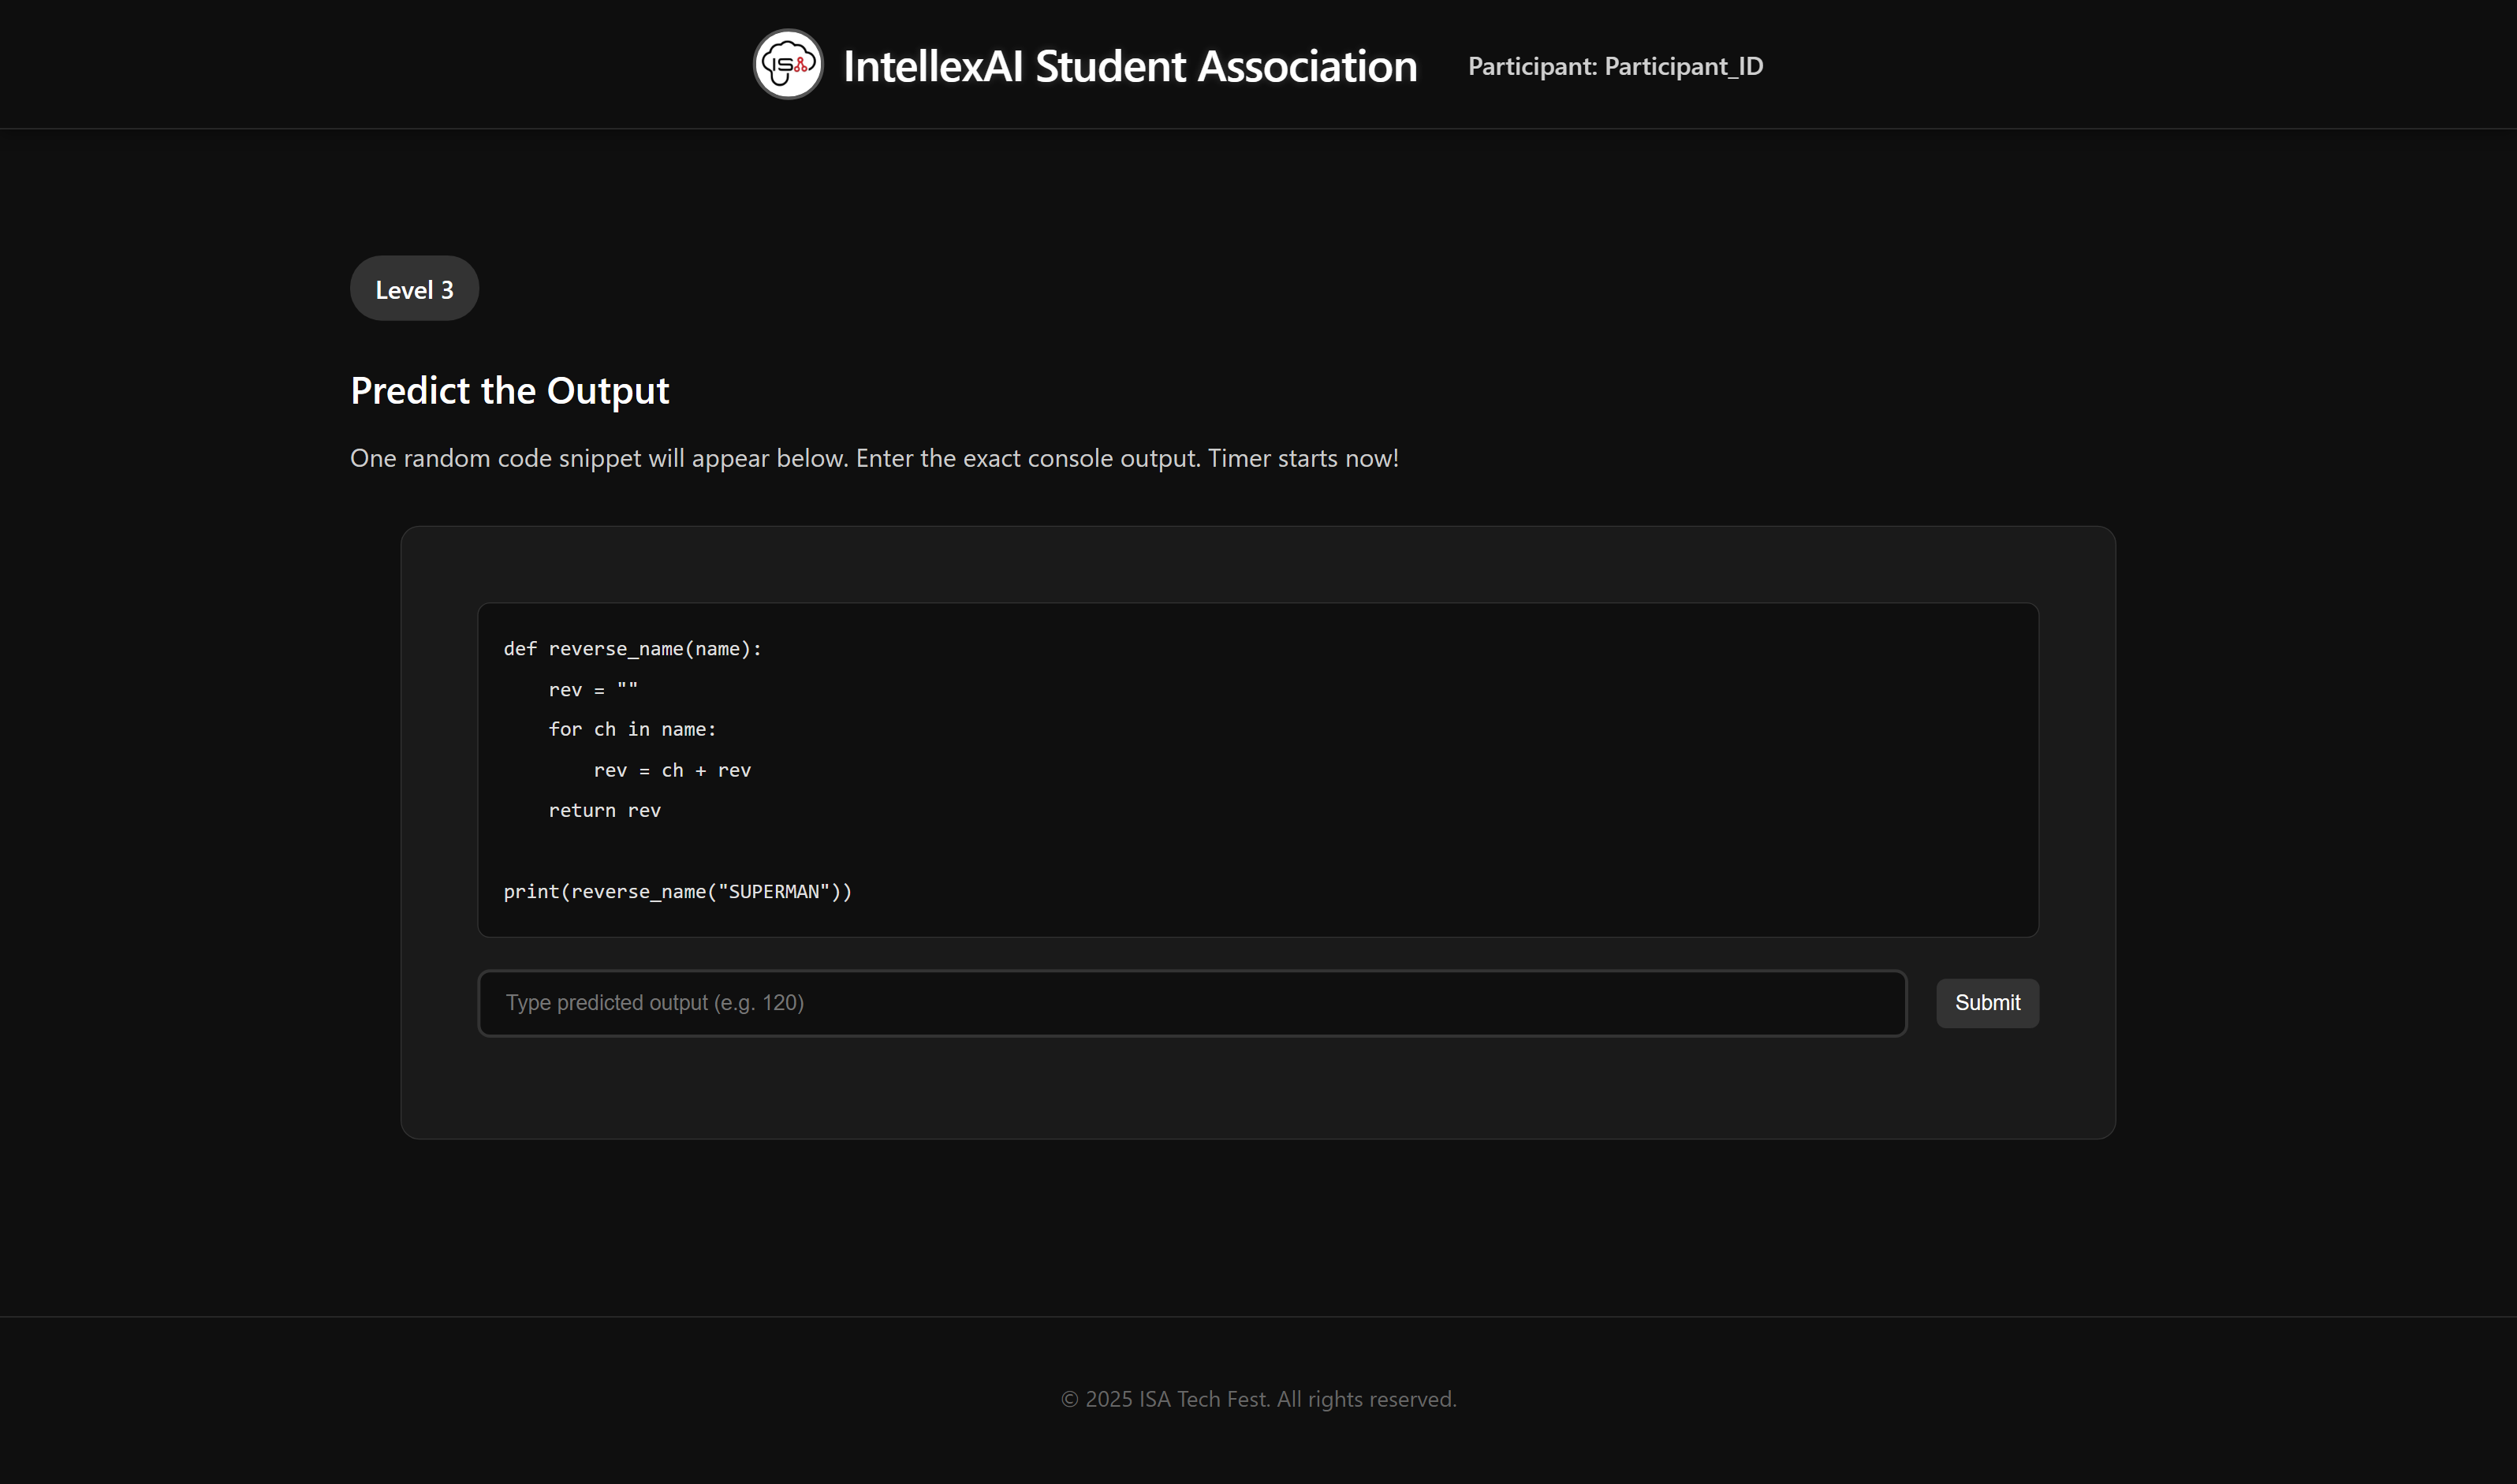 ISA
IntellexAI Student Association
Participant: Participant_ID
Level 3
Predict the Output
One random code snippet will appear below. Enter the exact console output. Timer starts now!
def reverse_name(name):
    rev = ""
    for ch in name:
        rev = ch + rev
    return rev
print(reverse_name("SUPERMAN"))
Type predicted output (e.g. 120)
Submit
© 2025 ISA Tech Fest. All rights reserved.